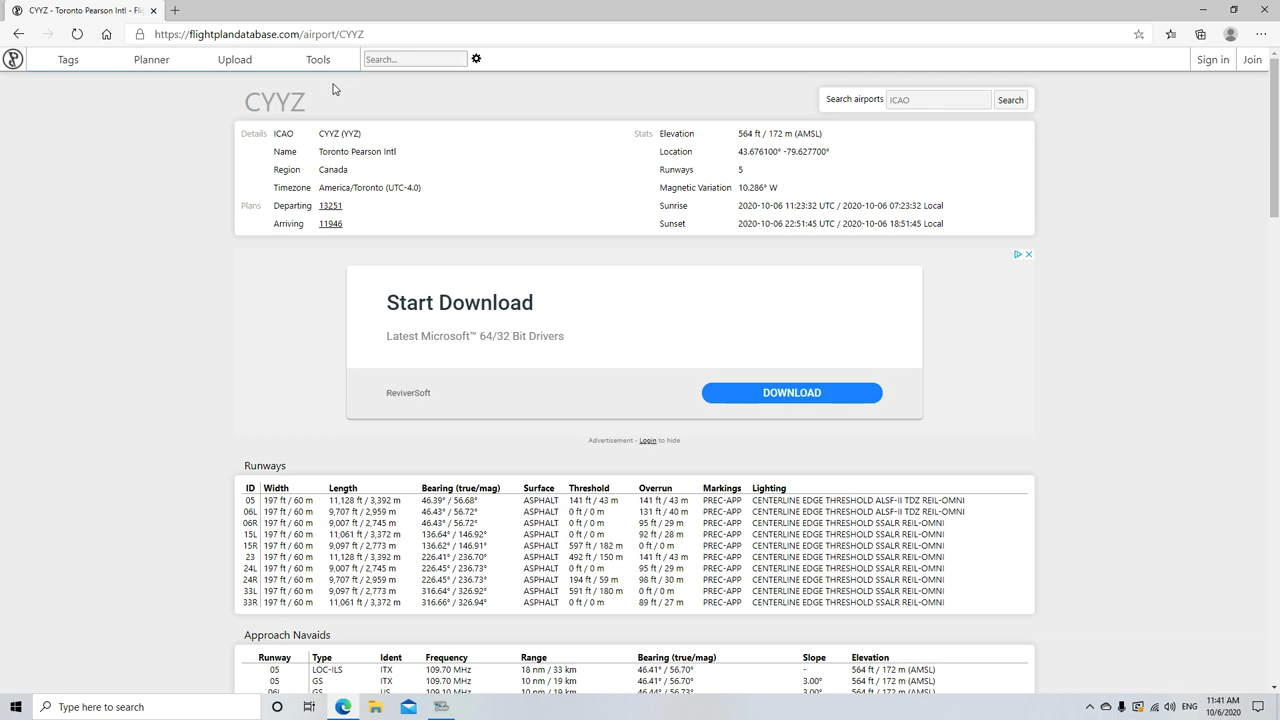 CYYZ - Toronto Pearson Intl - Fli
https://flightplandatabase.com/airport/CYYZ
Tags Planner Upload Tools Search... Sign in Join
CYYZ
Search airports ICAO Search
Details ICAO CYYZ (YYZ) Stats Elevation 564 ft / 172 m (AMSL)
Name Toronto Pearson Intl Location 43.676100° -79.627700°
Region Canada Runways 5
Timezone America/Toronto (UTC-4.0) Magnetic Variation 10.286° W
Plans Departing 13251 Sunrise 2020-10-06 11:23:32 UTC / 2020-10-06 07:23:32 Local
Arriving 11946 Sunset 2020-10-06 22:51:45 UTC / 2020-10-06 18:51:45 Local
Start Download
Latest Microsoft™ 64/32 Bit Drivers
ReviverSoft DOWNLOAD
Advertisement - Login to hide
Runways
ID Width Length Bearing (true/mag) Surface Threshold Overrun Markings Lighting
05 197 ft / 60 m 11,128 ft / 3,392 m 46.39° / 56.68° ASPHALT 141 ft / 43 m 141 ft / 43 m PREC-APP CENTERLINE EDGE THRESHOLD ALSF-II TDZ REIL-OMNI
06L 197 ft / 60 m 9,707 ft / 2,959 m 46.43° / 56.72° ASPHALT 0 ft / 0 m 131 ft / 40 m PREC-APP CENTERLINE EDGE THRESHOLD ALSF-II TDZ REIL-OMNI
06R 197 ft / 60 m 9,007 ft / 2,745 m 46.43° / 56.72° ASPHALT 0 ft / 0 m 95 ft / 29 m PREC-APP CENTERLINE EDGE THRESHOLD SSALR REIL-OMNI
15L 197 ft / 60 m 11,061 ft / 3,372 m 136.64° / 146.92° ASPHALT 0 ft / 0 m 92 ft / 28 m PREC-APP CENTERLINE EDGE THRESHOLD SSALR REIL-OMNI
15R 197 ft / 60 m 9,097 ft / 2,773 m 136.62° / 146.91° ASPHALT 597 ft / 182 m 0 ft / 0 m PREC-APP CENTERLINE EDGE THRESHOLD SSALR REIL-OMNI
23 197 ft / 60 m 11,128 ft / 3,392 m 226.41° / 236.70° ASPHALT 492 ft / 150 m 141 ft / 43 m PREC-APP CENTERLINE EDGE THRESHOLD SSALR REIL-OMNI
24L 197 ft / 60 m 9,007 ft / 2,745 m 226.45° / 236.73° ASPHALT 0 ft / 0 m 95 ft / 29 m PREC-APP CENTERLINE EDGE THRESHOLD SSALR REIL-OMNI
24R 197 ft / 60 m 9,707 ft / 2,959 m 226.45° / 236.73° ASPHALT 194 ft / 59 m 98 ft / 30 m PREC-APP CENTERLINE EDGE THRESHOLD SSALR REIL-OMNI
33L 197 ft / 60 m 9,097 ft / 2,773 m 316.64° / 326.92° ASPHALT 591 ft / 180 m 0 ft / 0 m PREC-APP CENTERLINE EDGE THRESHOLD SSALR REIL-OMNI
33R 197 ft / 60 m 11,061 ft / 3,372 m 316.66° / 326.94° ASPHALT 0 ft / 0 m 89 ft / 27 m PREC-APP CENTERLINE EDGE THRESHOLD SSALR REIL-OMNI
Approach Navaids
Runway Type Ident Frequency Range Bearing (true/mag) Slope Elevation
05 LOC-ILS ITX 109.70 MHz 18 nm / 33 km 46.41° / 56.70° - 564 ft / 172 m (AMSL)
05 GS ITX 109.70 MHz 10 nm / 19 km 46.41° / 56.70° 3.00° 564 ft / 172 m (AMSL)
GS 109.10 MHz 10 nm / 19 km 46.44° / 56.73° 3.00° 564 ft / 172 m (AMSL)
Type here to search ENG 11:41 AM
10/6/2020